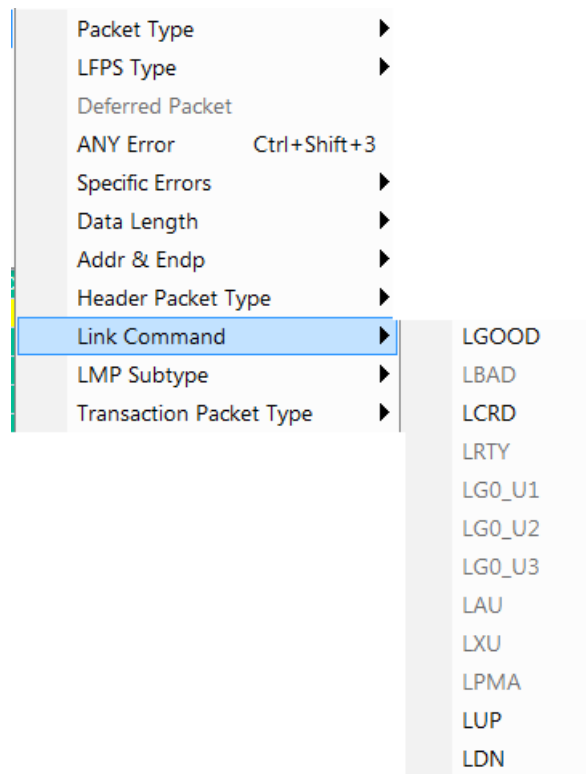 Packet Type
LFPS Type
Deferred Packet
ANY Error Ctrl+Shift+3
Specific Errors
Data Length
Addr & Endp
Header Packet Type
Link Command
LMP Subtype
Transaction Packet Type
LGOOD
LBAD
LCRD
LRTY
LG0_U1
LG0_U2
LG0_U3
LAU
LXU
LPMA
LUP
LDN